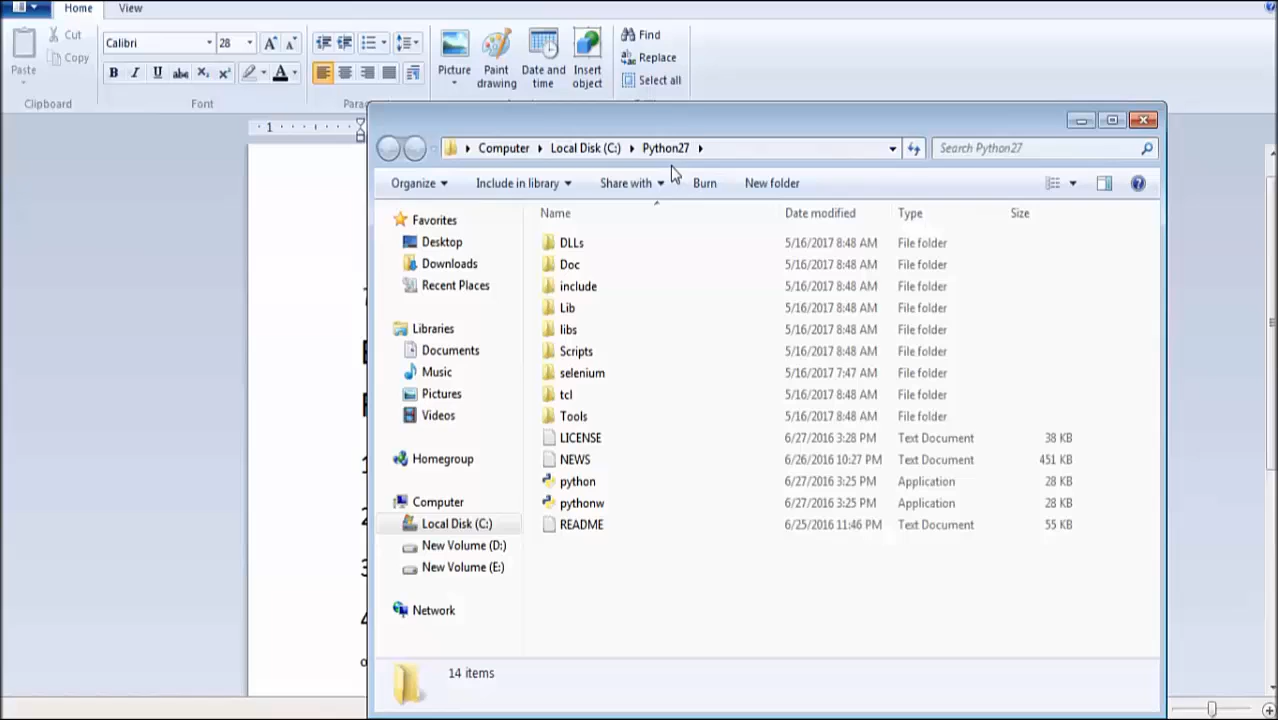 Home View
Cut
Copy
Paste
Clipboard
Calibri 28
B I U abc X₂ X² A
Font
Picture
Paint drawing
Date and time
Insert object
Find
Replace
Select all
1
Computer Local Disk (C:) Python27
Search Python27
Organize Include in library Share with Burn New folder
Favorites
Desktop
Downloads
Recent Places
Libraries
Documents
Music
Pictures
Videos
Homegroup
Computer
Local Disk (C:)
New Volume (D:)
New Volume (E:)
Network
Name Date modified Type Size
DLLs 5/16/2017 8:48 AM File folder
Doc 5/16/2017 8:48 AM File folder
include 5/16/2017 8:48 AM File folder
Lib 5/16/2017 8:48 AM File folder
libs 5/16/2017 8:48 AM File folder
Scripts 5/16/2017 8:48 AM File folder
selenium 5/16/2017 7:47 AM File folder
tcl 5/16/2017 8:48 AM File folder
Tools 5/16/2017 8:48 AM File folder
LICENSE 6/27/2016 3:28 PM Text Document 38 KB
NEWS 6/26/2016 10:27 PM Text Document 451 KB
python 6/27/2016 3:25 PM Application 28 KB
pythonw 6/27/2016 3:25 PM Application 28 KB
README 6/25/2016 11:46 PM Text Document 55 KB
14 items